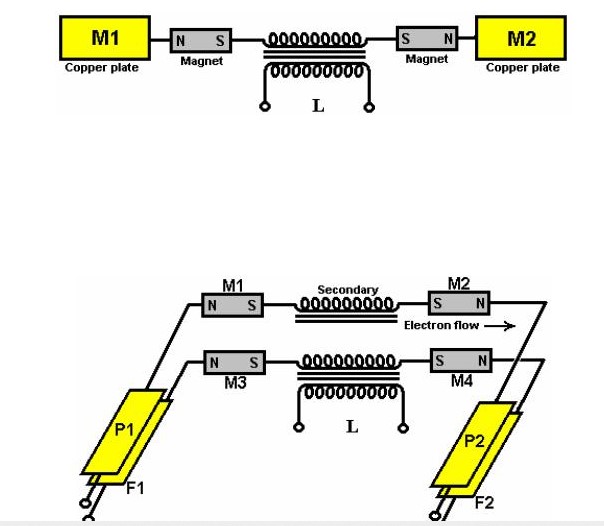 M1 N S S N M2
Copper plate Magnet Magnet Copper plate
L
M1 Secondary M2
N S S N
Electron flow
N S S N
M3 M4
L
P1 P2
F1 F2